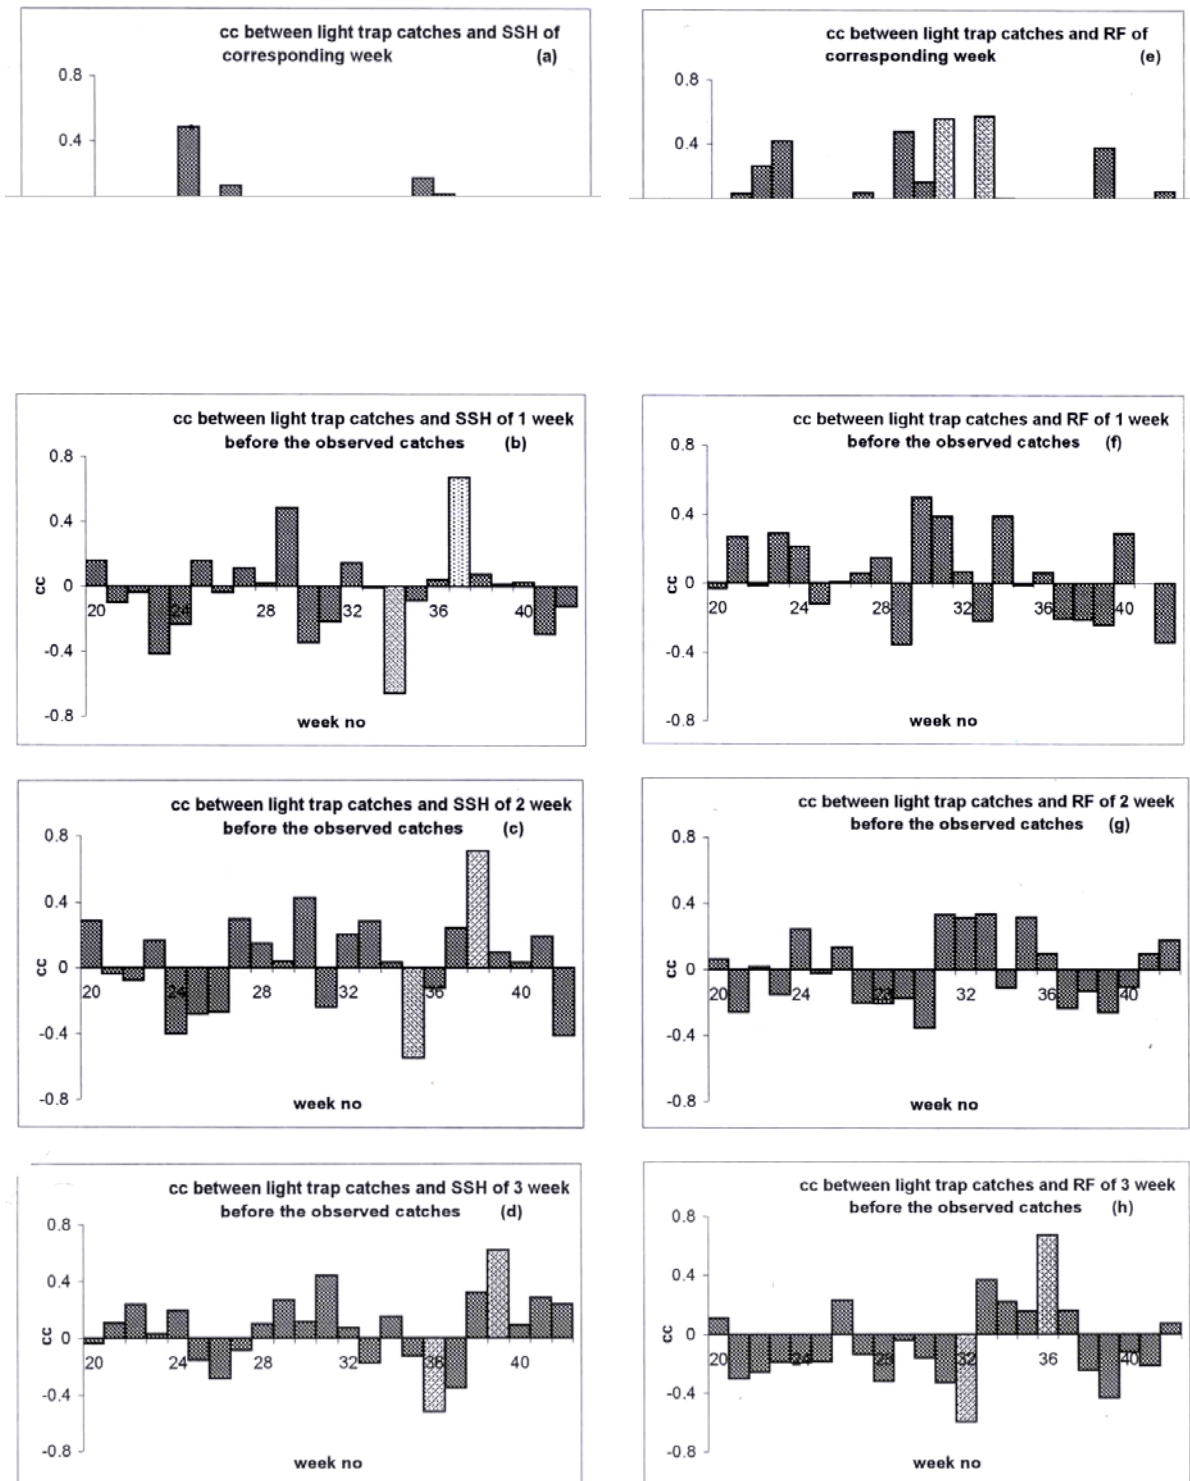 cc between light trap catches and SSH of
corresponding week (a)
0.8
0.4
cc between light trap catches and RF of
corresponding week (e)
0.8
0.4
cc between light trap catches and SSH of 1 week
before the observed catches (b)
0.8
0.4
0
-0.4
-0.8
cc
20 24 28 32 36 40
week no
cc between light trap catches and RF of 1 week
before the observed catches (f)
0.8
0.4
0
-0.4
-0.8
cc
20 24 28 32 36 40
week no
cc between light trap catches and SSH of 2 week
before the observed catches (c)
0.8
0.4
0
-0.4
-0.8
cc
20 24 28 32 36 40
week no
cc between light trap catches and RF of 2 week
before the observed catches (g)
0.8
0.4
0
-0.4
-0.8
cc
20 24 28 32 36 40
week no
cc between light trap catches and SSH of 3 week
before the observed catches (d)
0.8
0.4
0
-0.4
-0.8
cc
20 24 28 32 36 40
week no
cc between light trap catches and RF of 3 week
before the observed catches (h)
0.8
0.4
0
-0.4
-0.8
cc
20 24 28 32 36 40
week no